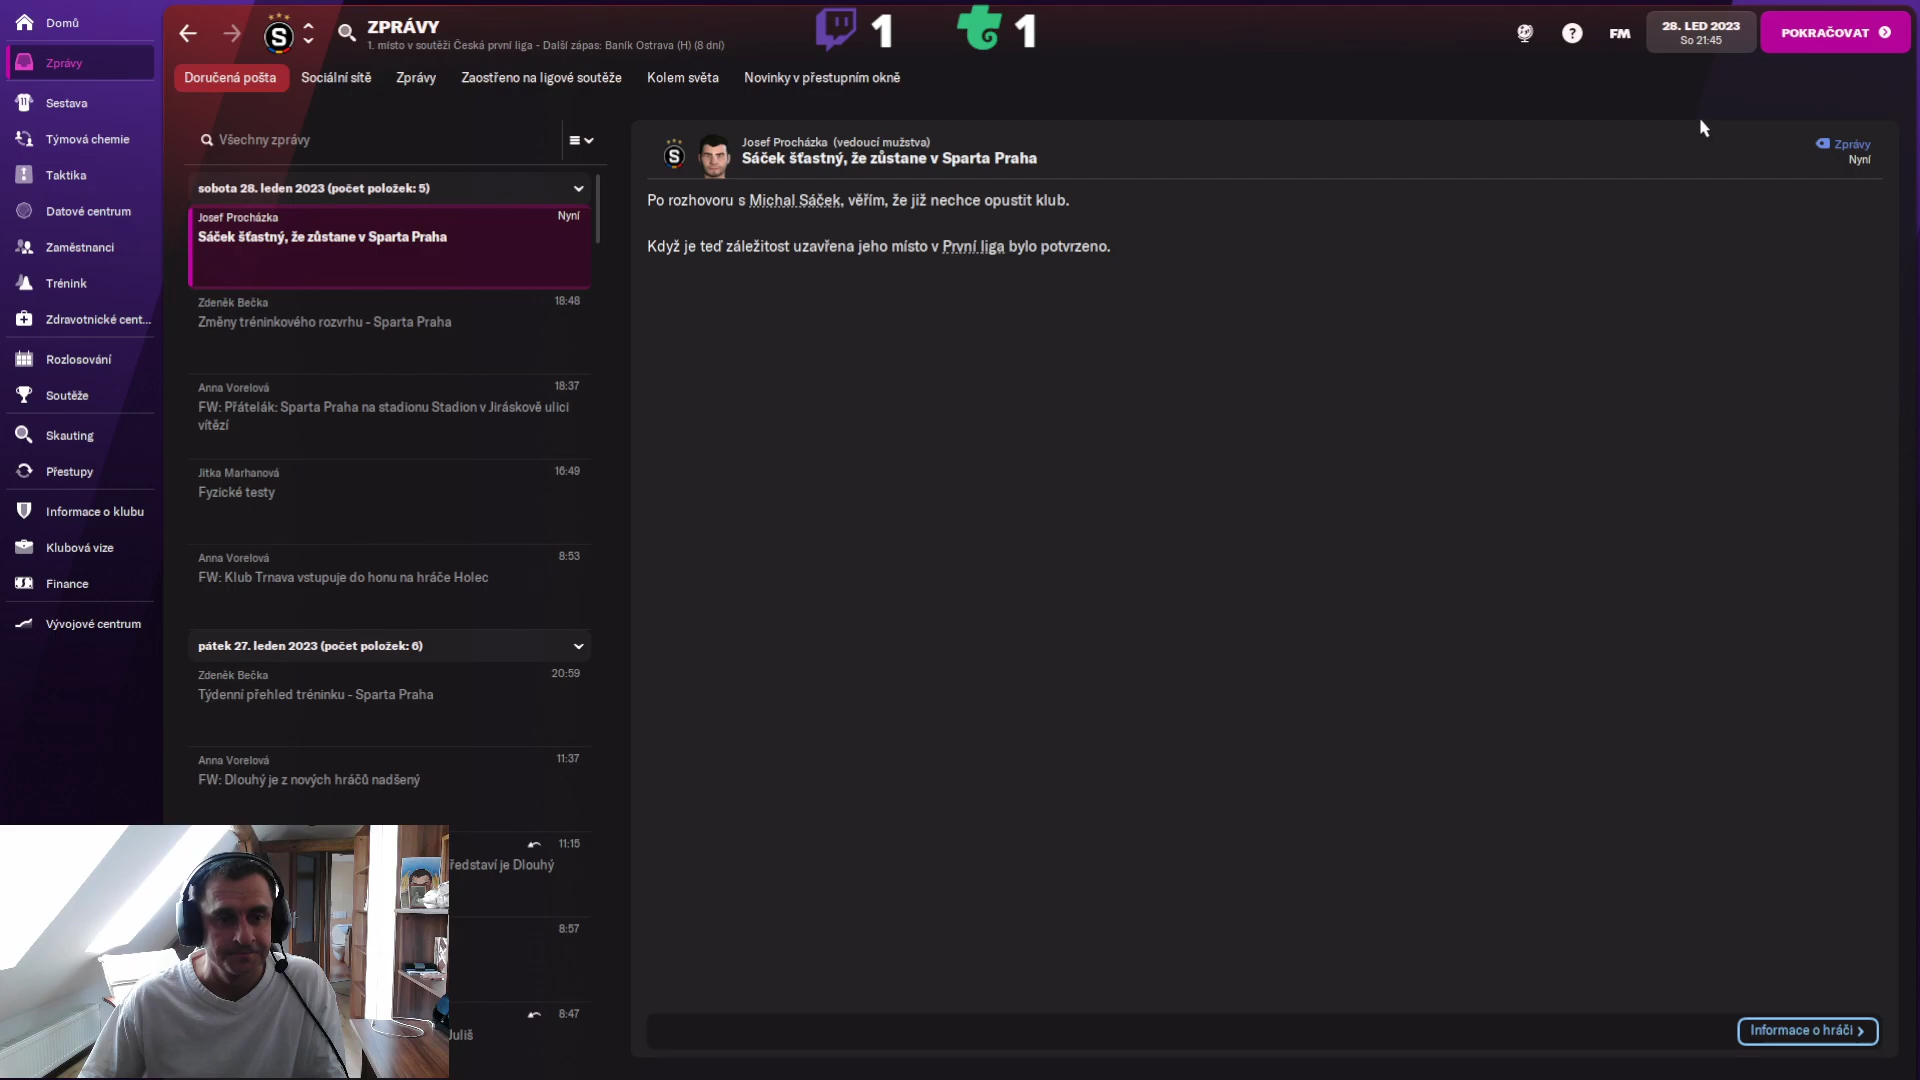 Domů
Zprávy
Sestava
Týmová chemie
Taktika
Datové centrum
Zaměstnanci
Trénink
Zdravotnické cent...
Rozlosování
Soutěže
Skauting
Přestupy
Informace o klubu
Klubová vize
Finance
Vývojové centrum
S
ZPRÁVY
1. místo v soutěži Česká první liga - Další zápas: Baník Ostrava (H) (8 dní)
1
1
FM
28. LED 2023
So 21:45
POKRAČOVAT
Doručená pošta
Sociální sítě
Zprávy
Zaostřeno na ligové soutěže
Kolem světa
Novinky v přestupním okně
Všechny zprávy
sobota 28. leden 2023 (počet položek: 5)
Josef Procházka
Nyní
Sáček šťastný, že zůstane v Sparta Praha
Zdeněk Bečka
18:48
Změny tréninkového rozvrhu - Sparta Praha
Anna Vorelová
18:37
FW: Přátelák: Sparta Praha na stadionu Stadion v Jiráskově ulici
vítězí
Jitka Marhanová
16:49
Fyzické testy
Anna Vorelová
8:53
FW: Klub Trnava vstupuje do honu na hráče Holec
pátek 27. leden 2023 (počet položek: 6)
Zdeněk Bečka
20:59
Týdenní přehled tréninku - Sparta Praha
Anna Vorelová
11:37
FW: Dlouhý je z nových hráčů nadšený
11:15
ředstaví je Dlouhý
8:57
8:47
Juliš
S
Josef Procházka (vedoucí mužstva)
Sáček šťastný, že zůstane v Sparta Praha
Zprávy
Nyní
Po rozhovoru s Michal Sáček, věřím, že již nechce opustit klub.
Když je teď záležitost uzavřena jeho místo v První liga bylo potvrzeno.
Informace o hráči